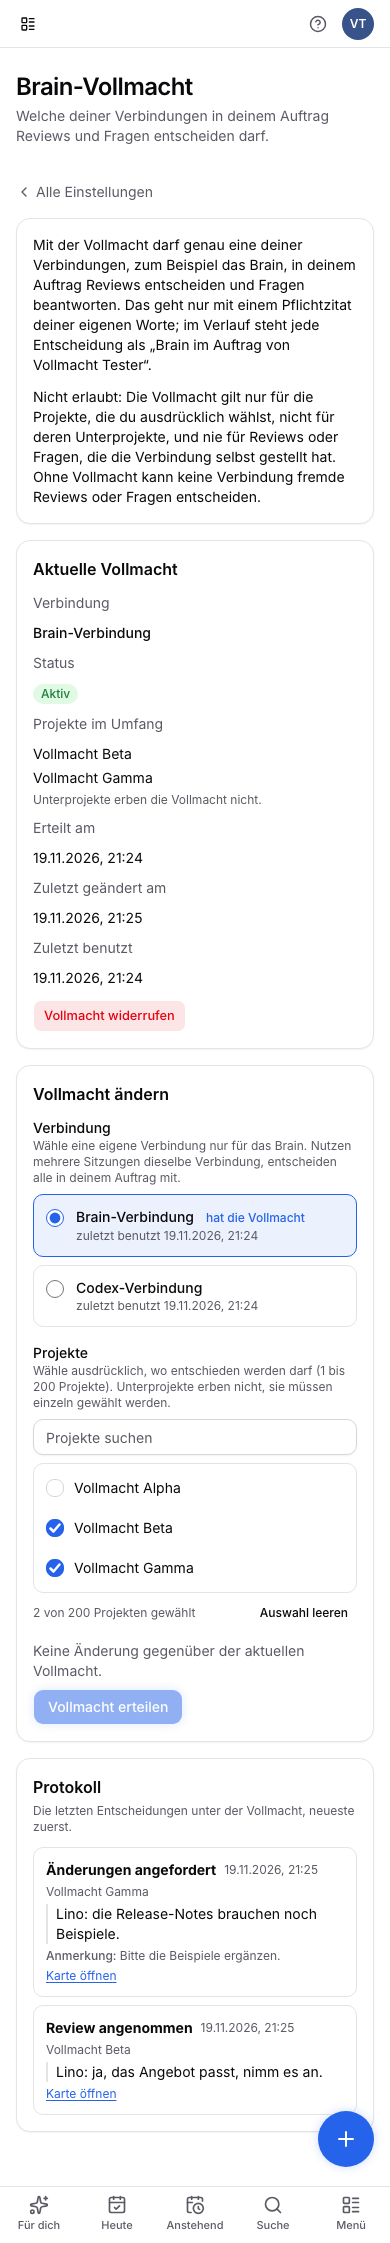 VT
Brain-Vollmacht
Welche deiner Verbindungen in deinem Auftrag
Reviews und Fragen entscheiden darf.
Alle Einstellungen
Mit der Vollmacht darf genau eine deiner
Verbindungen, zum Beispiel das Brain, in deinem
Auftrag Reviews entscheiden und Fragen
beantworten. Das geht nur mit einem Pflichtzitat
deiner eigenen Worte; im Verlauf steht jede
Entscheidung als „Brain im Auftrag von
Vollmacht Tester“.
Nicht erlaubt: Die Vollmacht gilt nur für die
Projekte, die du ausdrücklich wählst, nicht für
deren Unterprojekte, und nie für Reviews oder
Fragen, die die Verbindung selbst gestellt hat.
Ohne Vollmacht kann keine Verbindung fremde
Reviews oder Fragen entscheiden.
Aktuelle Vollmacht
Verbindung
Brain-Verbindung
Status
Aktiv
Projekte im Umfang
Vollmacht Beta
Vollmacht Gamma
Unterprojekte erben die Vollmacht nicht.
Erteilt am
19.11.2026, 21:24
Zuletzt geändert am
19.11.2026, 21:25
Zuletzt benutzt
19.11.2026, 21:24
Vollmacht widerrufen
Vollmacht ändern
Verbindung
Wähle eine eigene Verbindung nur für das Brain. Nutzen
mehrere Sitzungen dieselbe Verbindung, entscheiden
alle in deinem Auftrag mit.
Brain-Verbindung hat die Vollmacht
zuletzt benutzt 19.11.2026, 21:24
Codex-Verbindung
zuletzt benutzt 19.11.2026, 21:24
Projekte
Wähle ausdrücklich, wo entschieden werden darf (1 bis
200 Projekte). Unterprojekte erben nicht, sie müssen
einzeln gewählt werden.
Projekte suchen
Vollmacht Alpha
Vollmacht Beta
Vollmacht Gamma
2 von 200 Projekten gewählt Auswahl leeren
Keine Änderung gegenüber der aktuellen
Vollmacht.
Vollmacht erteilen
Protokoll
Die letzten Entscheidungen unter der Vollmacht, neueste
zuerst.
Änderungen angefordert 19.11.2026, 21:25
Vollmacht Gamma
Lino: die Release-Notes brauchen noch
Beispiele.
Anmerkung: Bitte die Beispiele ergänzen.
Karte öffnen
Review angenommen 19.11.2026, 21:25
Vollmacht Beta
Lino: ja, das Angebot passt, nimm es an.
Karte öffnen
Für dich Heute Anstehend Suche Menü